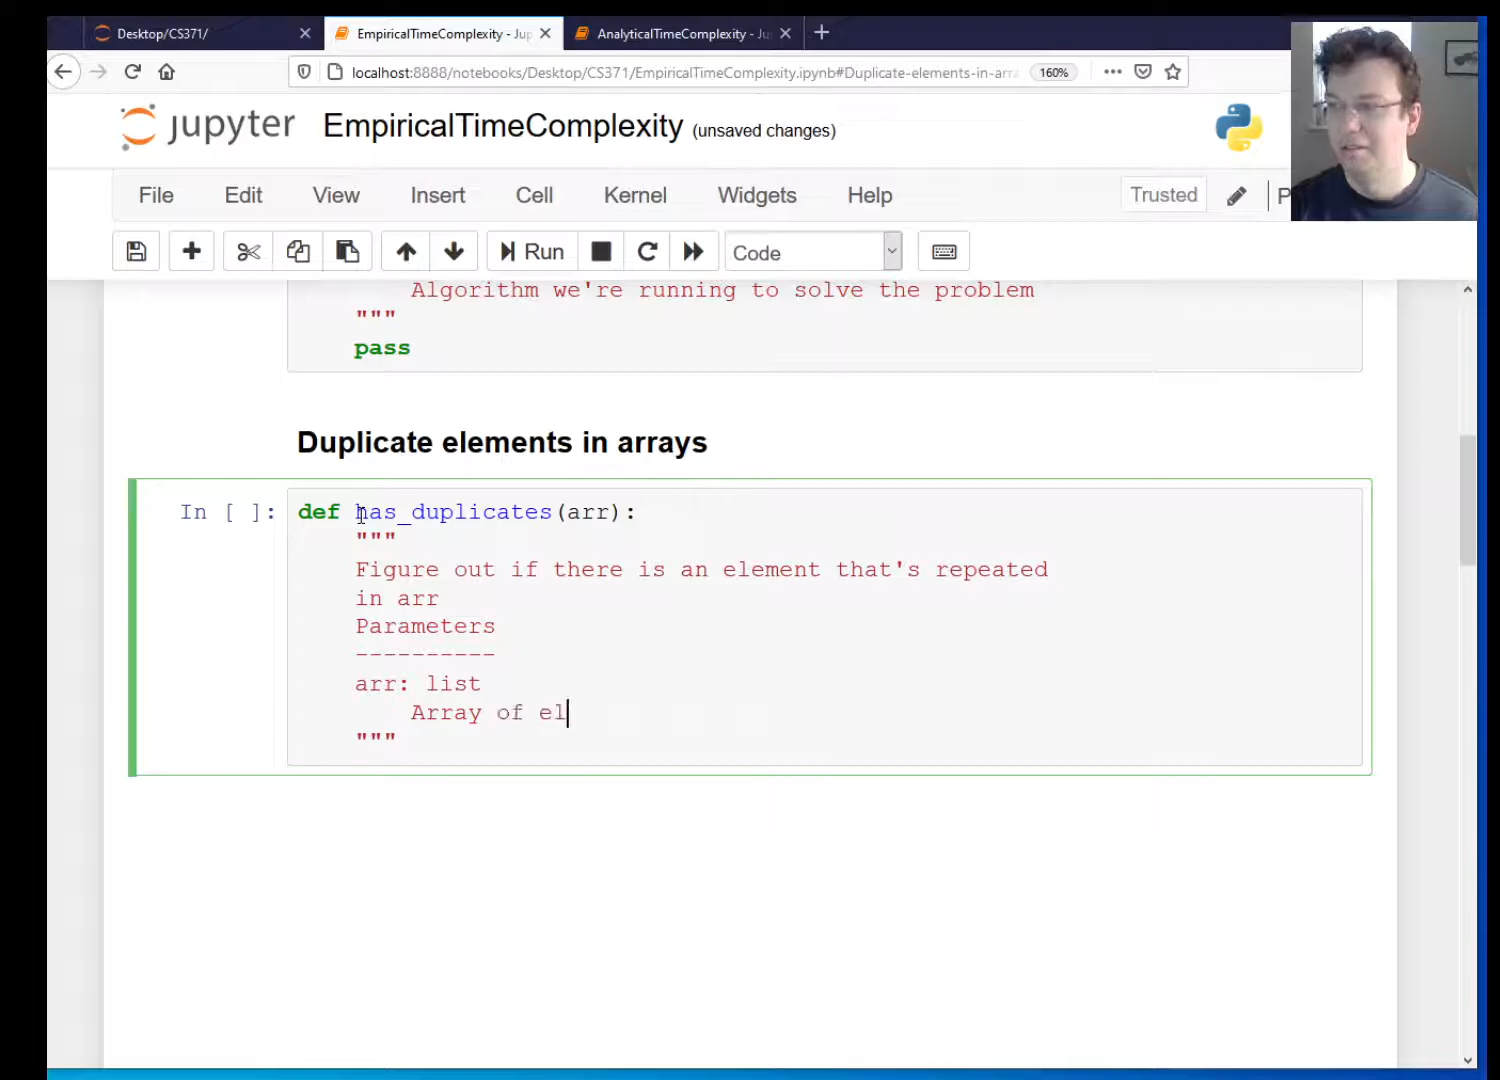 Desktop/CS371/
EmpiricalTimeComplexity - Jup
AnalyticalTimeComplexity - Ju
localhost:8888/notebooks/Desktop/CS371/EmpiricalTimeComplexity.ipynb#Duplicate-elements-in-arra
160%
jupyter EmpiricalTimeComplexity (unsaved changes)
File Edit View Insert Cell Kernel Widgets Help Trusted P
Run Code
Algorithm we're running to solve the problem
"""
pass
Duplicate elements in arrays
In [ ]: def has_duplicates(arr):
"""
Figure out if there is an element that's repeated
in arr
Parameters
----------
arr: list
Array of el
"""